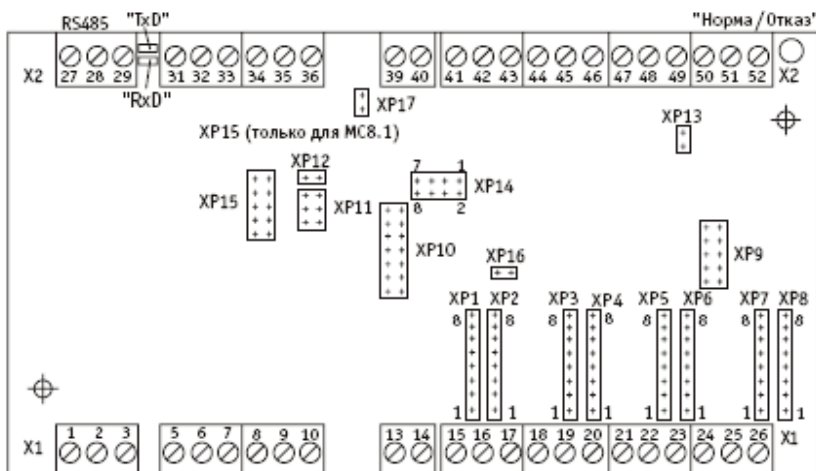 RS485 "TxD" "Норма/Отказ"
X2 27 28 29 31 32 33 34 35 36 39 40 41 42 43 44 45 46 47 48 49 50 51 52 X2
"RxD"
XP17
XP13
XP15 (только для МС8.1)
XP12
7 1
XP15 XP11 XP14
8 2
XP10 XP9
XP16
XP1 XP2 XP3 XP4 XP5 XP6 XP7 XP8
8 8 8 8 8 8 8 8
1 1 1 1 1 1 1 1
X1 1 2 3 5 6 7 8 9 10 13 14 15 16 17 18 19 20 21 22 23 24 25 26 X1